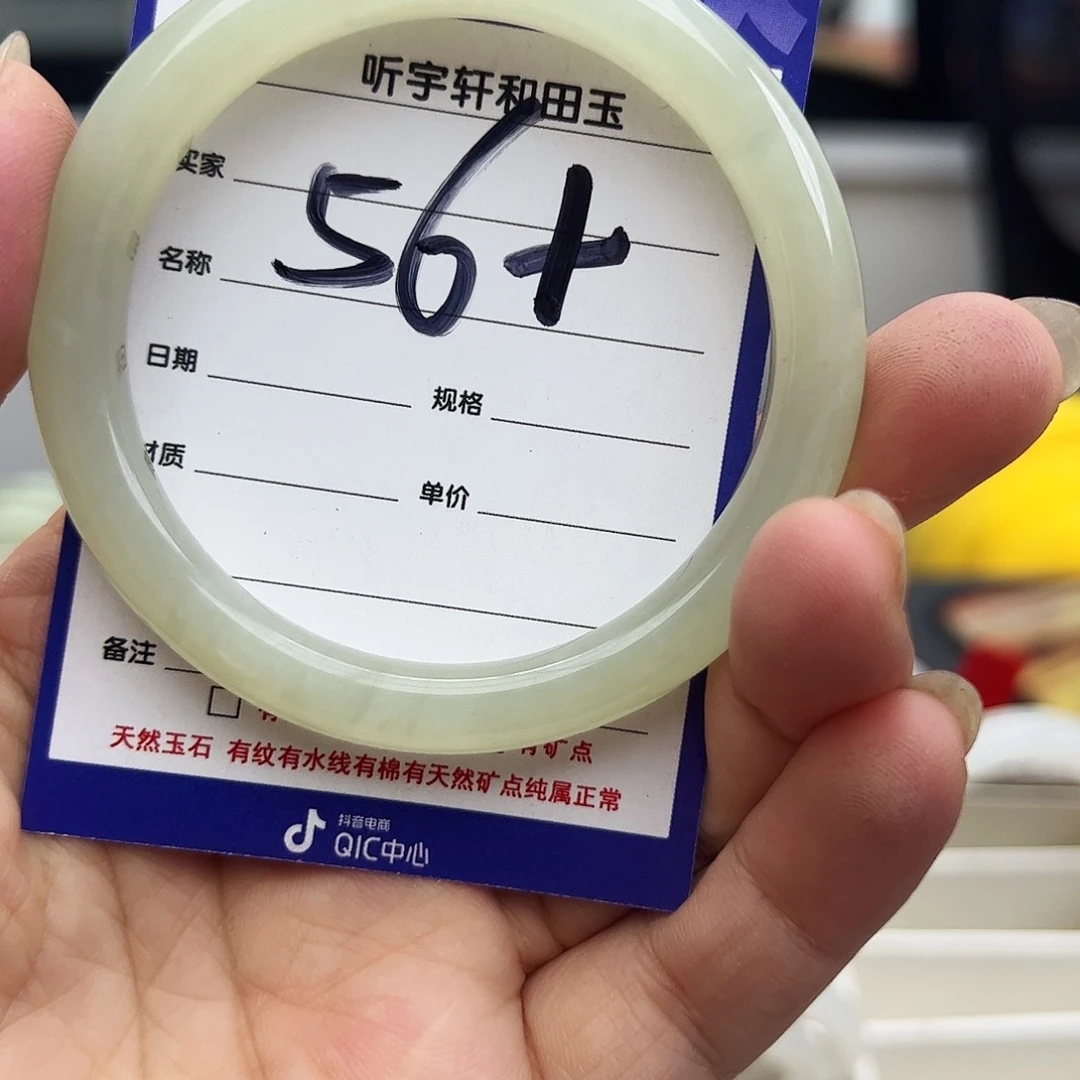 听宇轩和田玉
买家
56+
名称
日期
规格
材质
单价
备注
天然玉石 有纹有水线有棉有天然矿点纯属正常
抖音电商
QIC中心